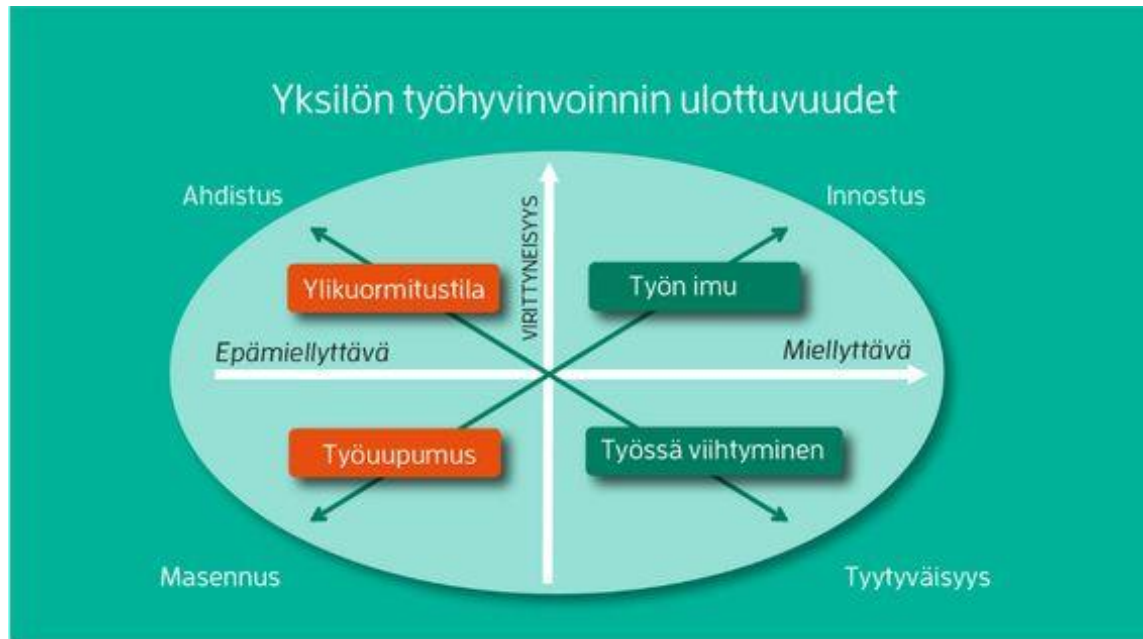 Yksilön työhyvinvoinnin ulottuvuudet
Ahdistus
Innostus
VIRITTYNEISYYS
Ylikuormitustila
Työn imu
Epämiellyttävä
Miellyttävä
Työuupumus
Työssä viihtyminen
Masennus
Tyytyväisyys